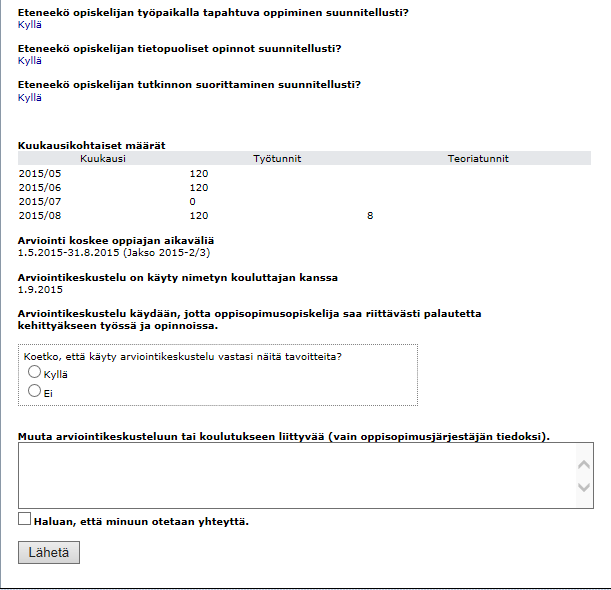 Eteneekö opiskelijan työpaikalla tapahtuva oppiminen suunnitellusti?
Kyllä
Eteneekö opiskelijan tietopuoliset opinnot suunnitellusti?
Kyllä
Eteneekö opiskelijan tutkinnon suorittaminen suunnitellusti?
Kyllä
Kuukausikohtaiset määrät
Kuukausi Työtunnit Teoriatunnit
2015/05 120
2015/06 120
2015/07 0
2015/08 120 8
Arviointi koskee oppiajan aikaväliä
1.5.2015-31.8.2015 (Jakso 2015-2/3)
Arviointikeskustelu on käyty nimetyn kouluttajan kanssa
1.9.2015
Arviointikeskustelu käydään, jotta oppisopimusopiskelija saa riittävästi palautetta
kehittyäkseen työssä ja opinnoissa.
Koetko, että käyty arviointikeskustelu vastasi näitä tavoitteita?
Kyllä
Ei
Muuta arviointikeskusteluun tai koulutukseen liittyvää (vain oppisopimusjärjestäjän tiedoksi).
Haluan, että minuun otetaan yhteyttä.
Lähetä